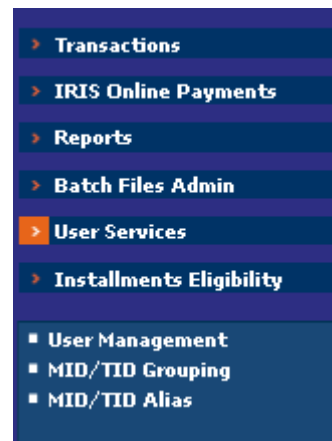 Transactions
IRIS Online Payments
Reports
Batch Files Admin
User Services
Installments Eligibility
User Management
MID/TID Grouping
MID/TID Alias